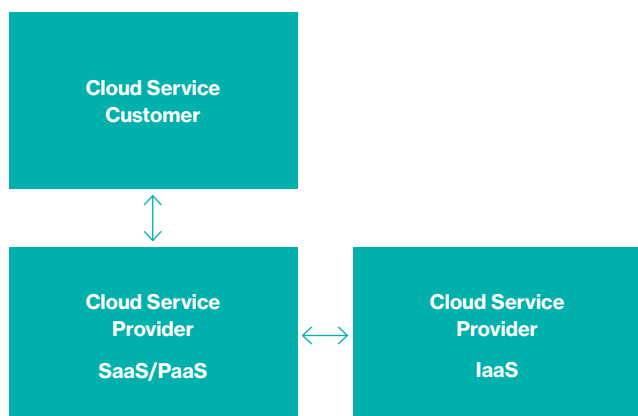 Cloud Service
Customer
Cloud Service
Provider
SaaS/PaaS
Cloud Service
Provider
IaaS